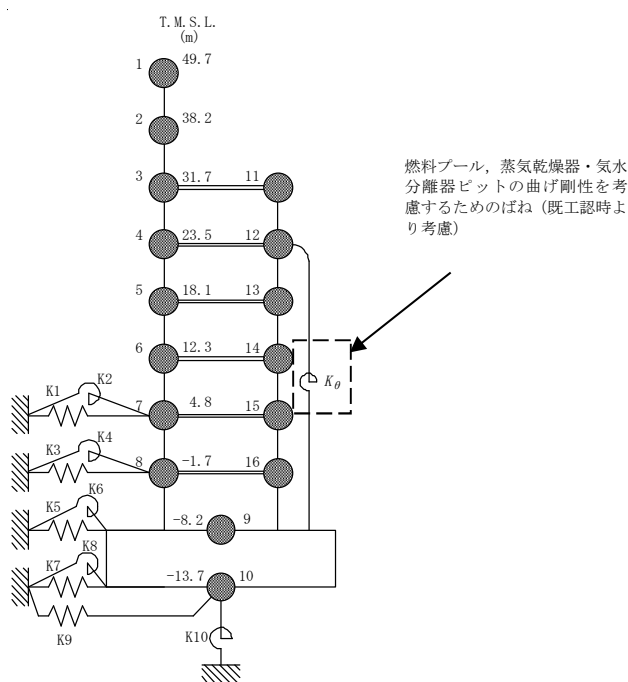 T.M.S.L.
(m)
1 49.7
2 38.2
3 31.7 11
燃料プール，蒸気乾燥器・気水
分離器ピットの曲げ剛性を考
慮するためのばね（既工認時よ
り考慮）
4 23.5 12
5 18.1 13
6 12.3 14
Kθ
K1 K2
7 4.8 15
K3 K4
8 -1.7 16
K5 K6
-8.2 9
K7 K8
-13.7 10
K9
K10